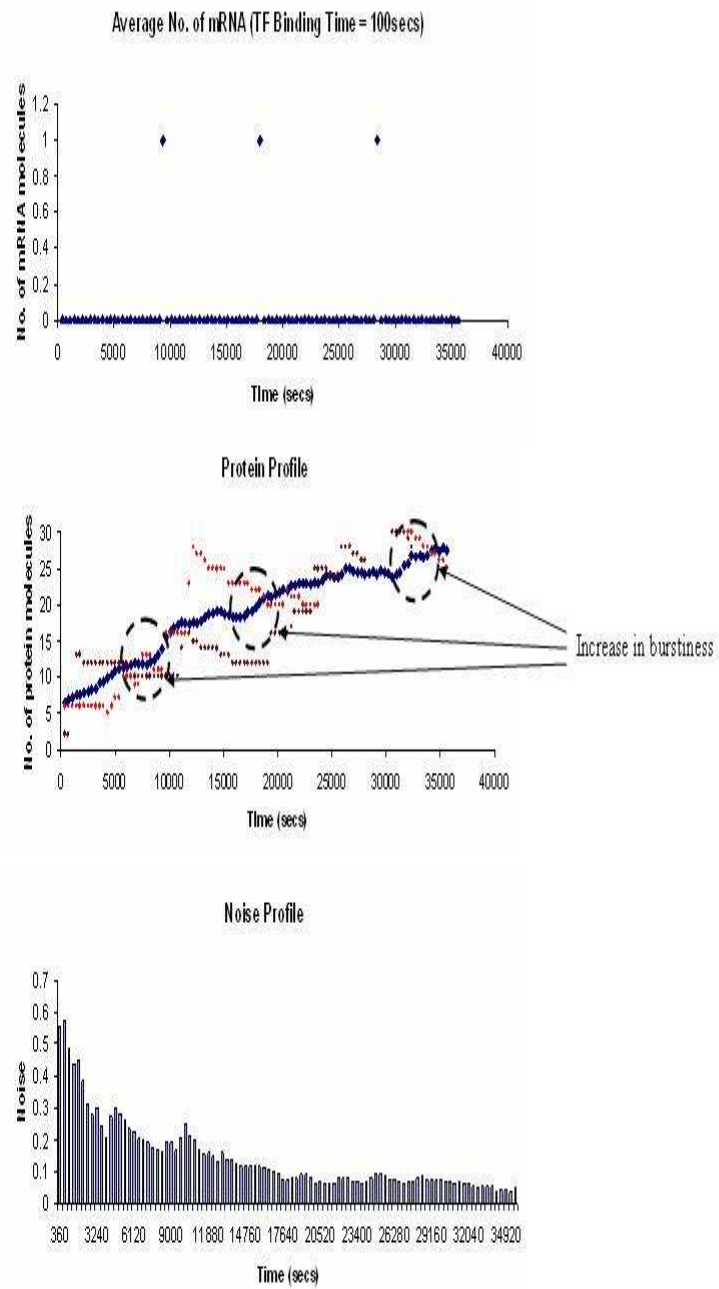 Average No. of mRNA (TF Binding Time = 100secs)
No. of mRNA molecules
1.2
1
0.8
0.6
0.4
0.2
0
0 5000 10000 15000 20000 25000 30000 35000 40000
Time (secs)
Protein Profile
No. of protein molecules
30
25
20
15
10
5
0
0 5000 10000 15000 20000 25000 30000 35000 40000
Time (secs)
Increase in burstiness
Noise Profile
Noise
0.7
0.6
0.5
0.4
0.3
0.2
0.1
0
360 3240 6120 9000 11880 14760 17640 20520 23400 26280 29160 32040 34920
Time (secs)